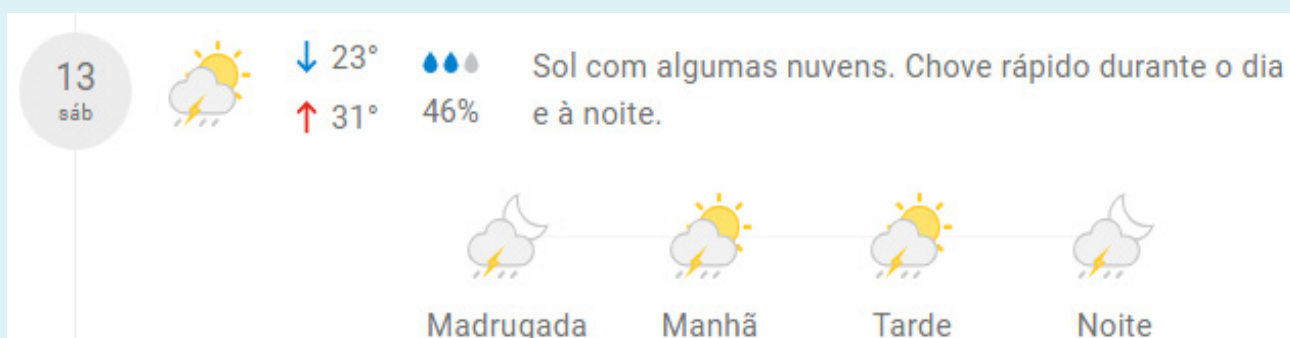 13
sáb
↓ 23°
↑ 31°
46%
Sol com algumas nuvens. Chove rápido durante o dia
e à noite.
Madrugada
Manhã
Tarde
Noite